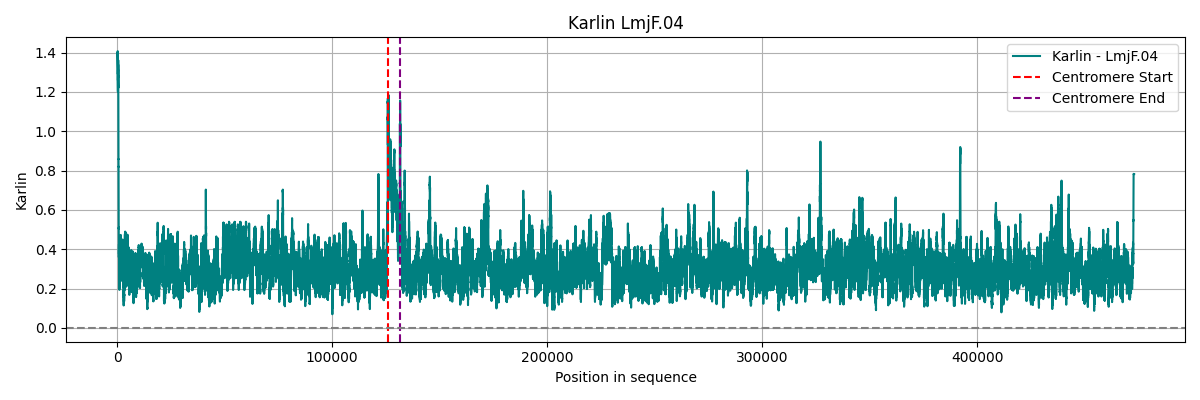 Karlin LmjF.04
Karlin - LmjF.04
Centromere Start
Centromere End
1.4
1.2
1.0
0.8
0.6
0.4
0.2
0.0
Karlin
0 100000 200000 300000 400000
Position in sequence